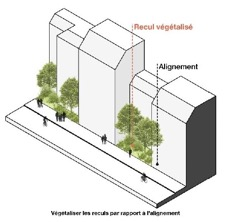 Recul végétalisé
Alignement
Végétaliser les reculs par rapport à l'alignement